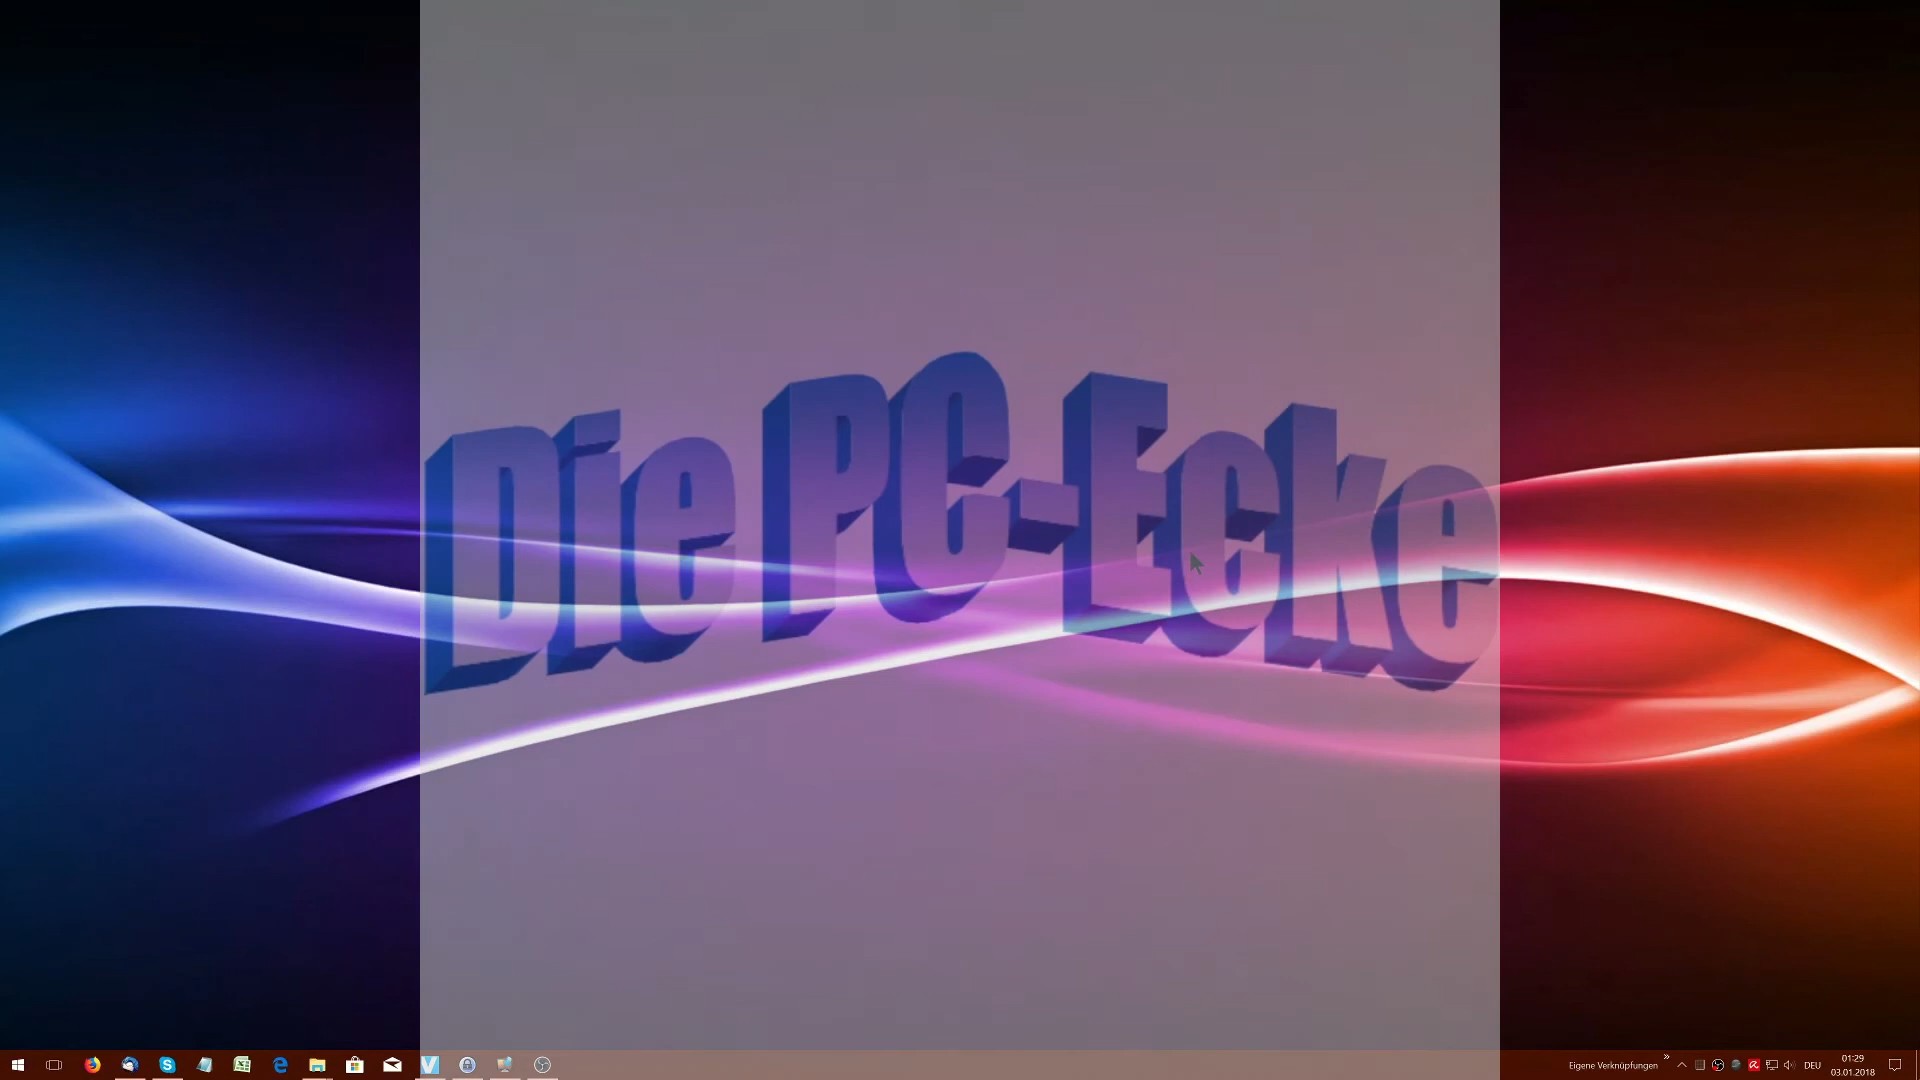 Die PC-Ecke
Eigene Verknüpfungen
DEU
01:29
03.01.2018